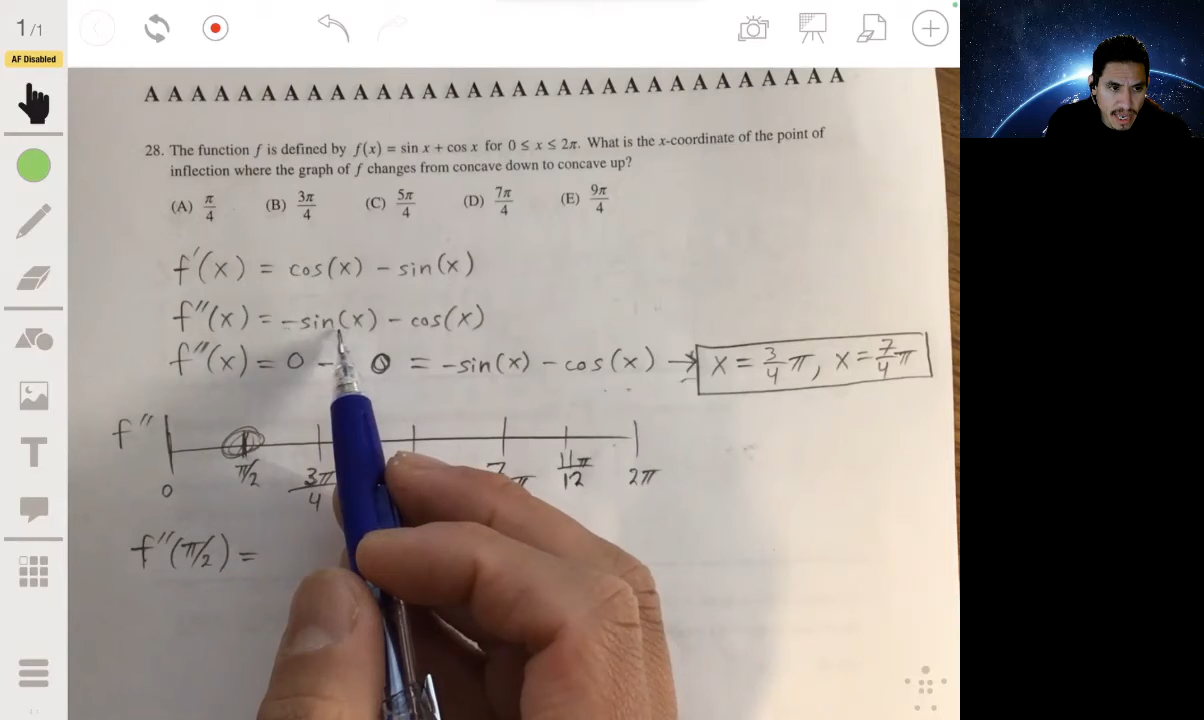 1/1
AF Disabled
A A A A A A A A A A A A A A A A A A A A A A A A A A A A A A
28. The function f is defined by f(x) = sin x + cos x for 0 ≤ x ≤ 2π. What is the x-coordinate of the point of
inflection where the graph of f changes from concave down to concave up?
(A) π/4 (B) 3π/4 (C) 5π/4 (D) 7π/4 (E) 9π/4
f'(x) = cos(x) - sin(x)
f''(x) = -sin(x) - cos(x)
f''(x) = 0 0 = -sin(x) - cos(x) → x = 3/4 π, x = 7/4 π
f''
0 π/2 3π/4 7 π 11π/12 2π
f''(π/2) =
T